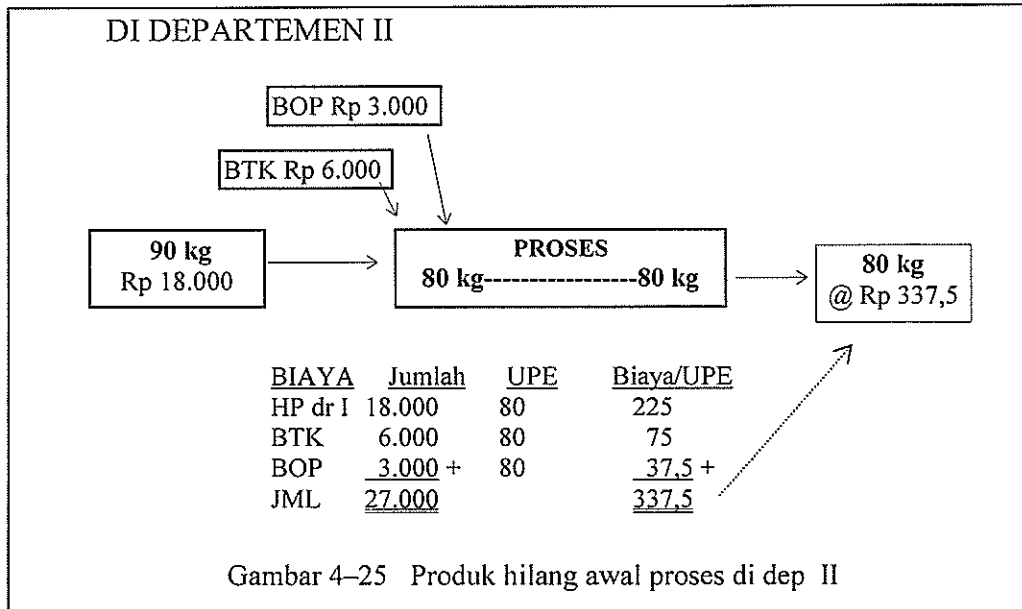 DI DEPARTEMEN II
BOP Rp 3.000
BTK Rp 6.000
90 kg
Rp 18.000
PROSES
80 kg-----------------80 kg
80 kg
@ Rp 337,5
BIAYA Jumlah UPE Biaya/UPE
HP dr I 18.000 80 225
BTK 6.000 80 75
BOP 3.000 + 80 37,5 +
JML 27.000 337,5
Gambar 4–25 Produk hilang awal proses di dep II